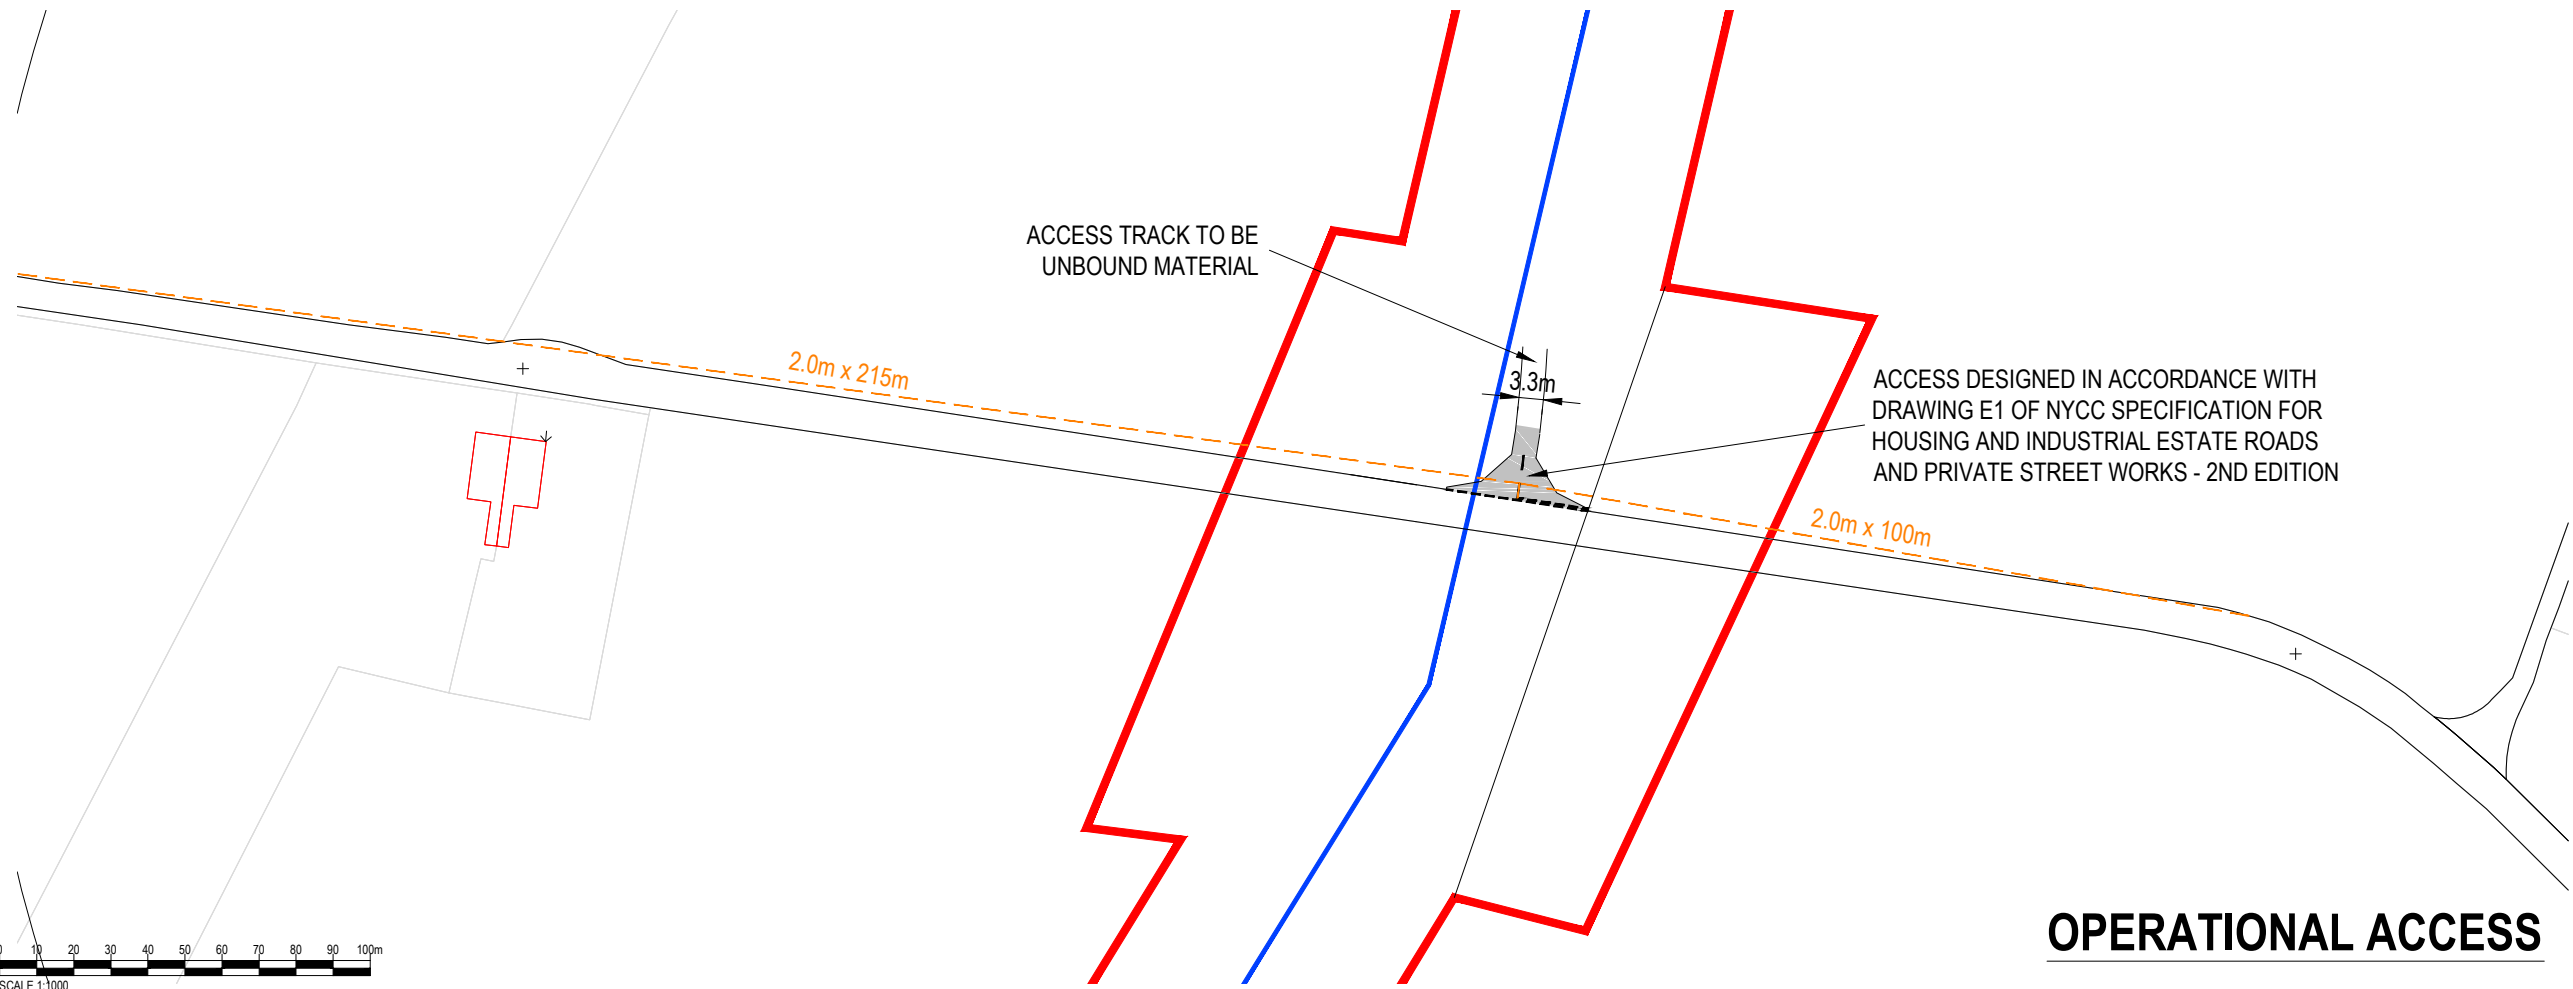 ACCESS TRACK TO BE
UNBOUND MATERIAL
2.0m x 215m
3.3m
ACCESS DESIGNED IN ACCORDANCE WITH
DRAWING E1 OF NYCC SPECIFICATION FOR
HOUSING AND INDUSTRIAL ESTATE ROADS
AND PRIVATE STREET WORKS - 2ND EDITION
2.0m x 100m
OPERATIONAL ACCESS
0 10 20 30 40 50 60 70 80 90 100m
SCALE 1:1000